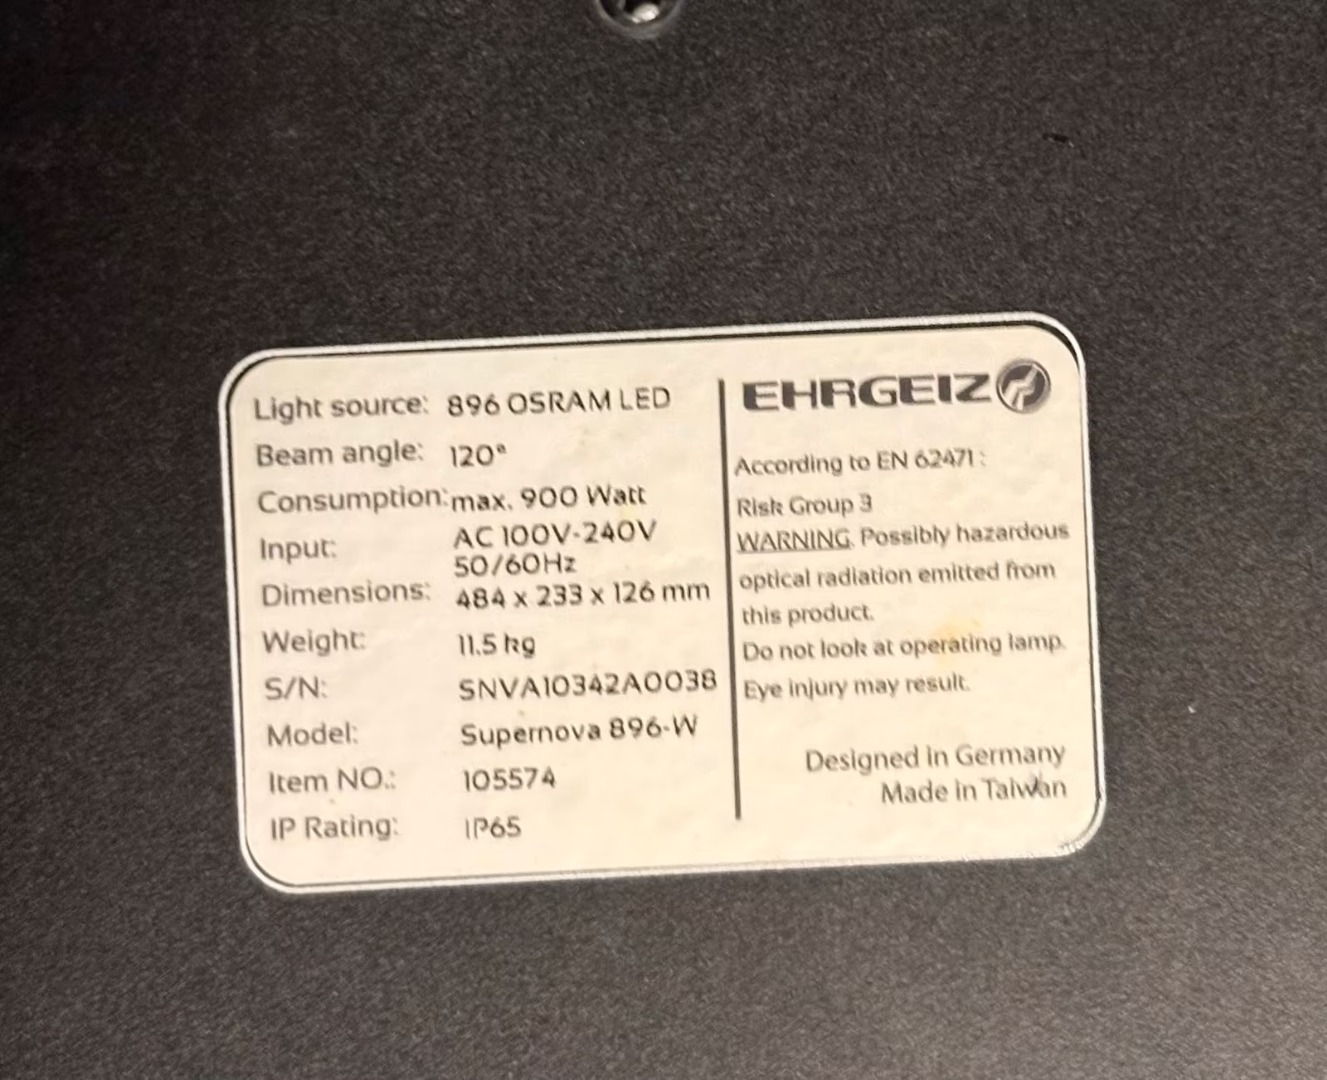 Light source: 896 OSRAM LED
Beam angle: 120°
Consumption: max. 900 Watt
Input: AC 100V-240V
50/60Hz
Dimensions: 484 x 233 x 126 mm
Weight: 11.5 kg
S/N: SNVA10342A0038
Model: Supernova 896-W
Item NO.: 105574
IP Rating: IP65
EHRGEIZ
According to EN 62471:
Risk Group 3
WARNING. Possibly hazardous
optical radiation emitted from
this product.
Do not look at operating lamp.
Eye injury may result.
Designed in Germany
Made in Taiwan